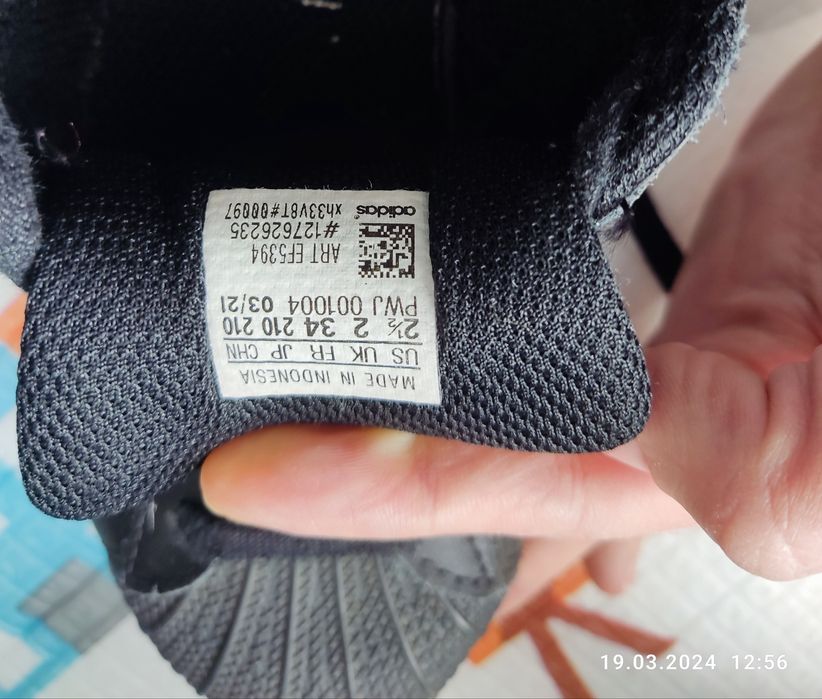 MADE IN INDONESIA
US UK FR JP CHN
2½ 2 34 210 210
PWJ 001004 03/21
ART EF5394
#127626235
xh33V8T#00097
adidas®
19.03.2024 12:56